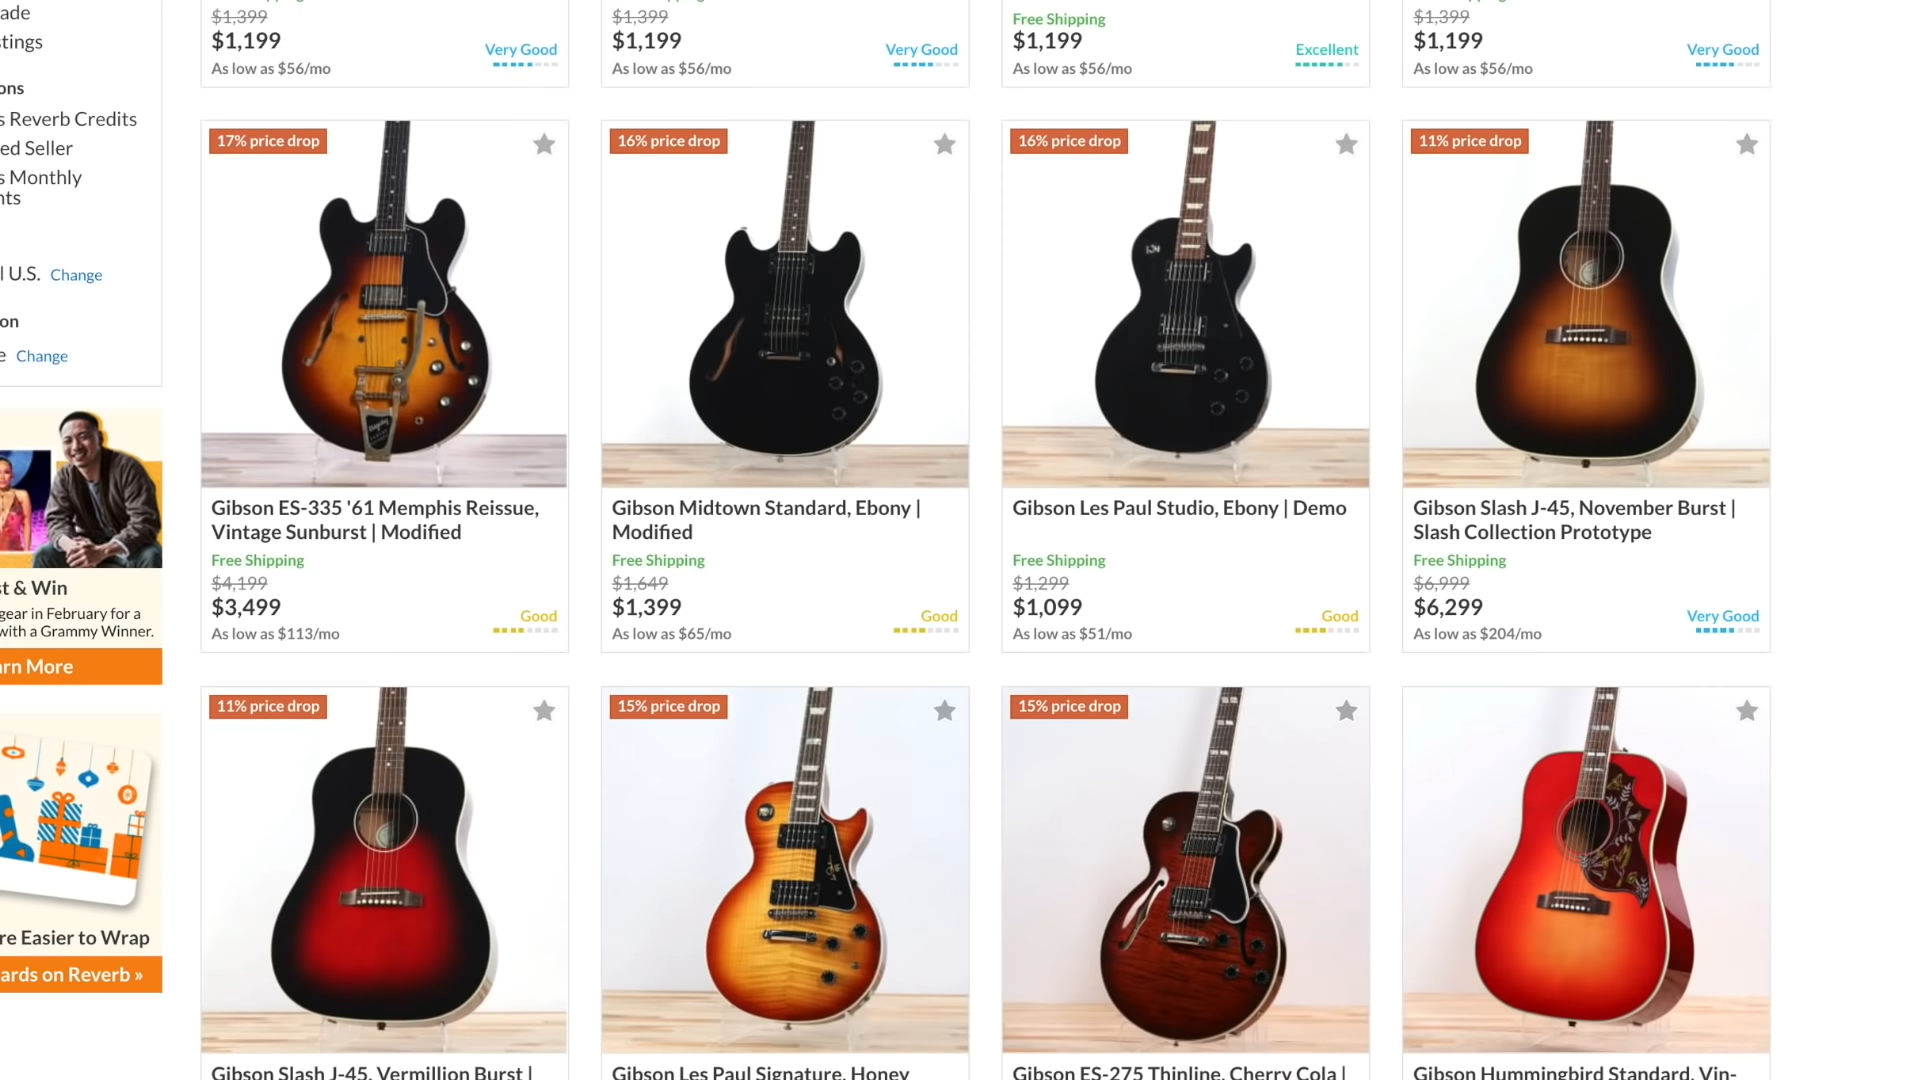 ade
tings
ons
s Reverb Credits
ed Seller
s Monthly
nts
l U.S. Change
on
e Change
st & Win
gear in February for a
with a Grammy Winner.
arn More
re Easier to Wrap
ards on Reverb »
$1,399
$1,199
As low as $56/mo
Very Good
$1,399
$1,199
As low as $56/mo
Very Good
Free Shipping
$1,199
As low as $56/mo
Excellent
$1,399
$1,199
As low as $56/mo
Very Good
17% price drop
Gibson ES-335 '61 Memphis Reissue,
Vintage Sunburst | Modified
Free Shipping
$4,199
$3,499
As low as $113/mo
Good
16% price drop
Gibson Midtown Standard, Ebony |
Modified
Free Shipping
$1,649
$1,399
As low as $65/mo
Good
16% price drop
Gibson Les Paul Studio, Ebony | Demo
Free Shipping
$1,299
$1,099
As low as $51/mo
Good
11% price drop
Gibson Slash J-45, November Burst |
Slash Collection Prototype
Free Shipping
$6,999
$6,299
As low as $204/mo
Very Good
11% price drop
Gibson Slash J-45, Vermillion Burst |
15% price drop
Gibson Les Paul Signature, Honey
15% price drop
Gibson ES-275 Thinline, Cherry Cola |
Gibson Hummingbird Standard, Vin-